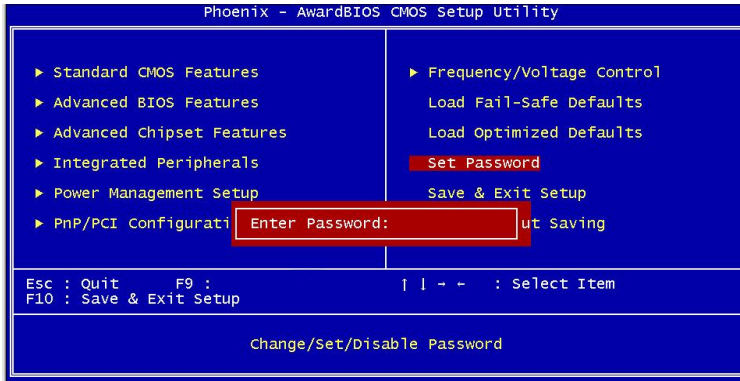 Phoenix - AwardBIOS CMOS Setup Utility
▶ Standard CMOS Features
▶ Advanced BIOS Features
▶ Advanced Chipset Features
▶ Integrated Peripherals
▶ Power Management Setup
▶ PnP/PCI Configurati
▶ Frequency/Voltage Control
Load Fail-Safe Defaults
Load Optimized Defaults
Set Password
Save & Exit Setup
ut Saving
Enter Password:
Esc : Quit F9 : ↑ ↓ → ← : Select Item
F10 : Save & Exit Setup
Change/Set/Disable Password